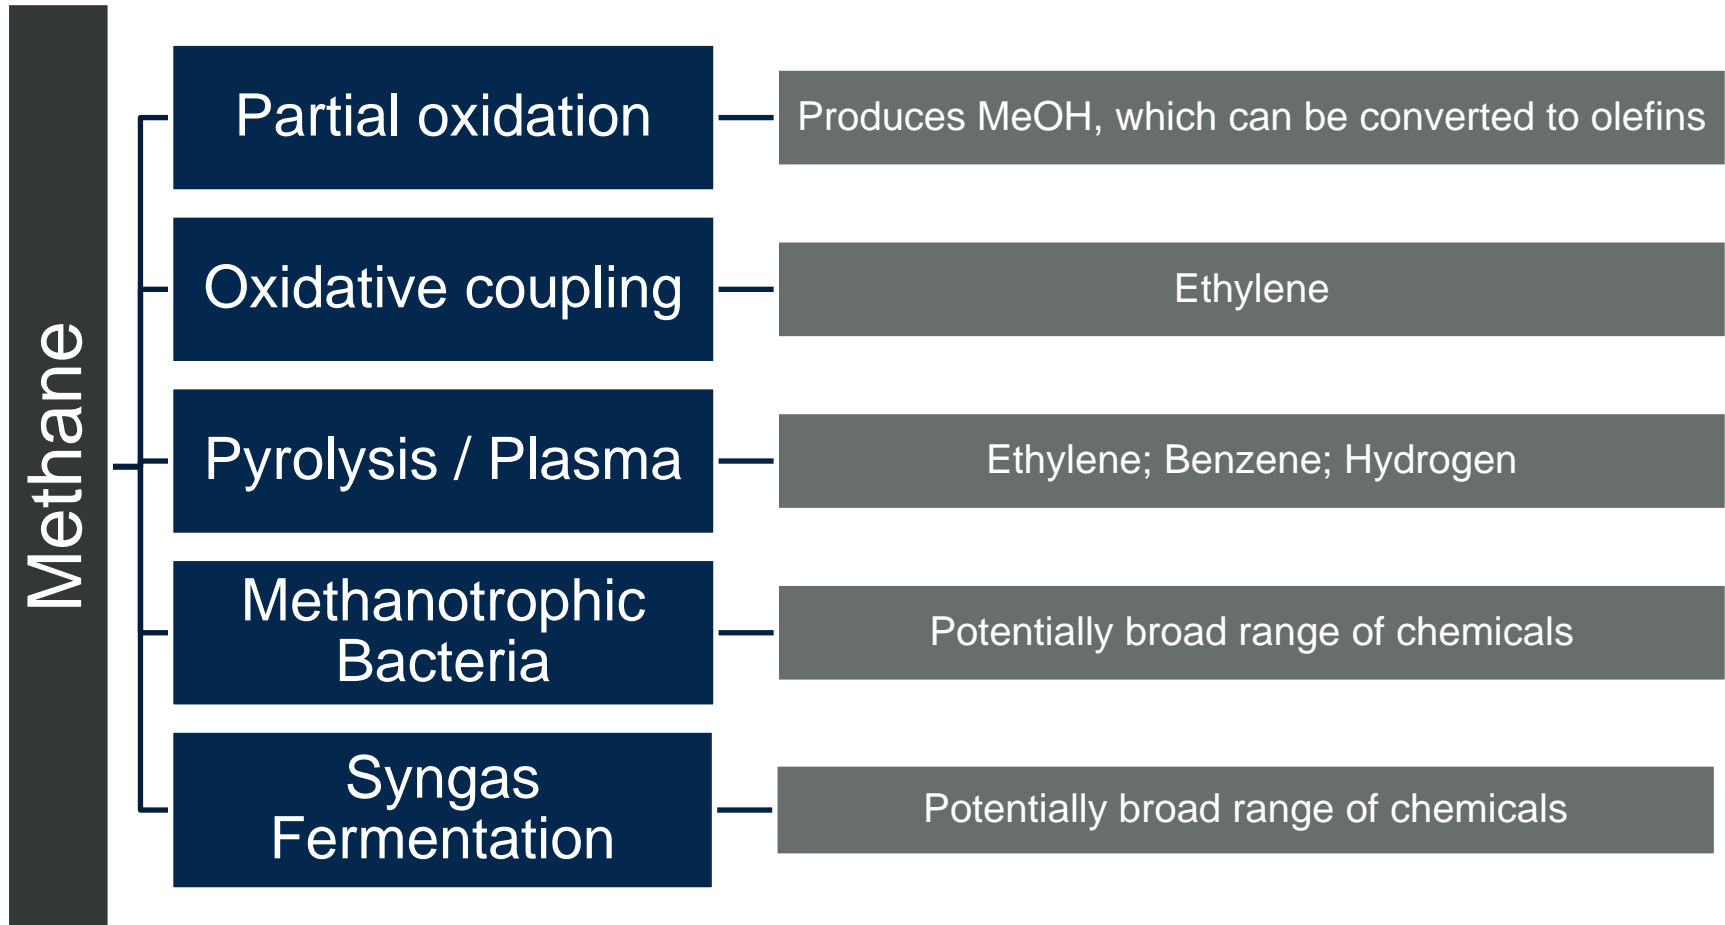 Methane
Partial oxidation
Produces MeOH, which can be converted to olefins
Oxidative coupling
Ethylene
Pyrolysis / Plasma
Ethylene; Benzene; Hydrogen
Methanotrophic
Bacteria
Potentially broad range of chemicals
Syngas
Fermentation
Potentially broad range of chemicals